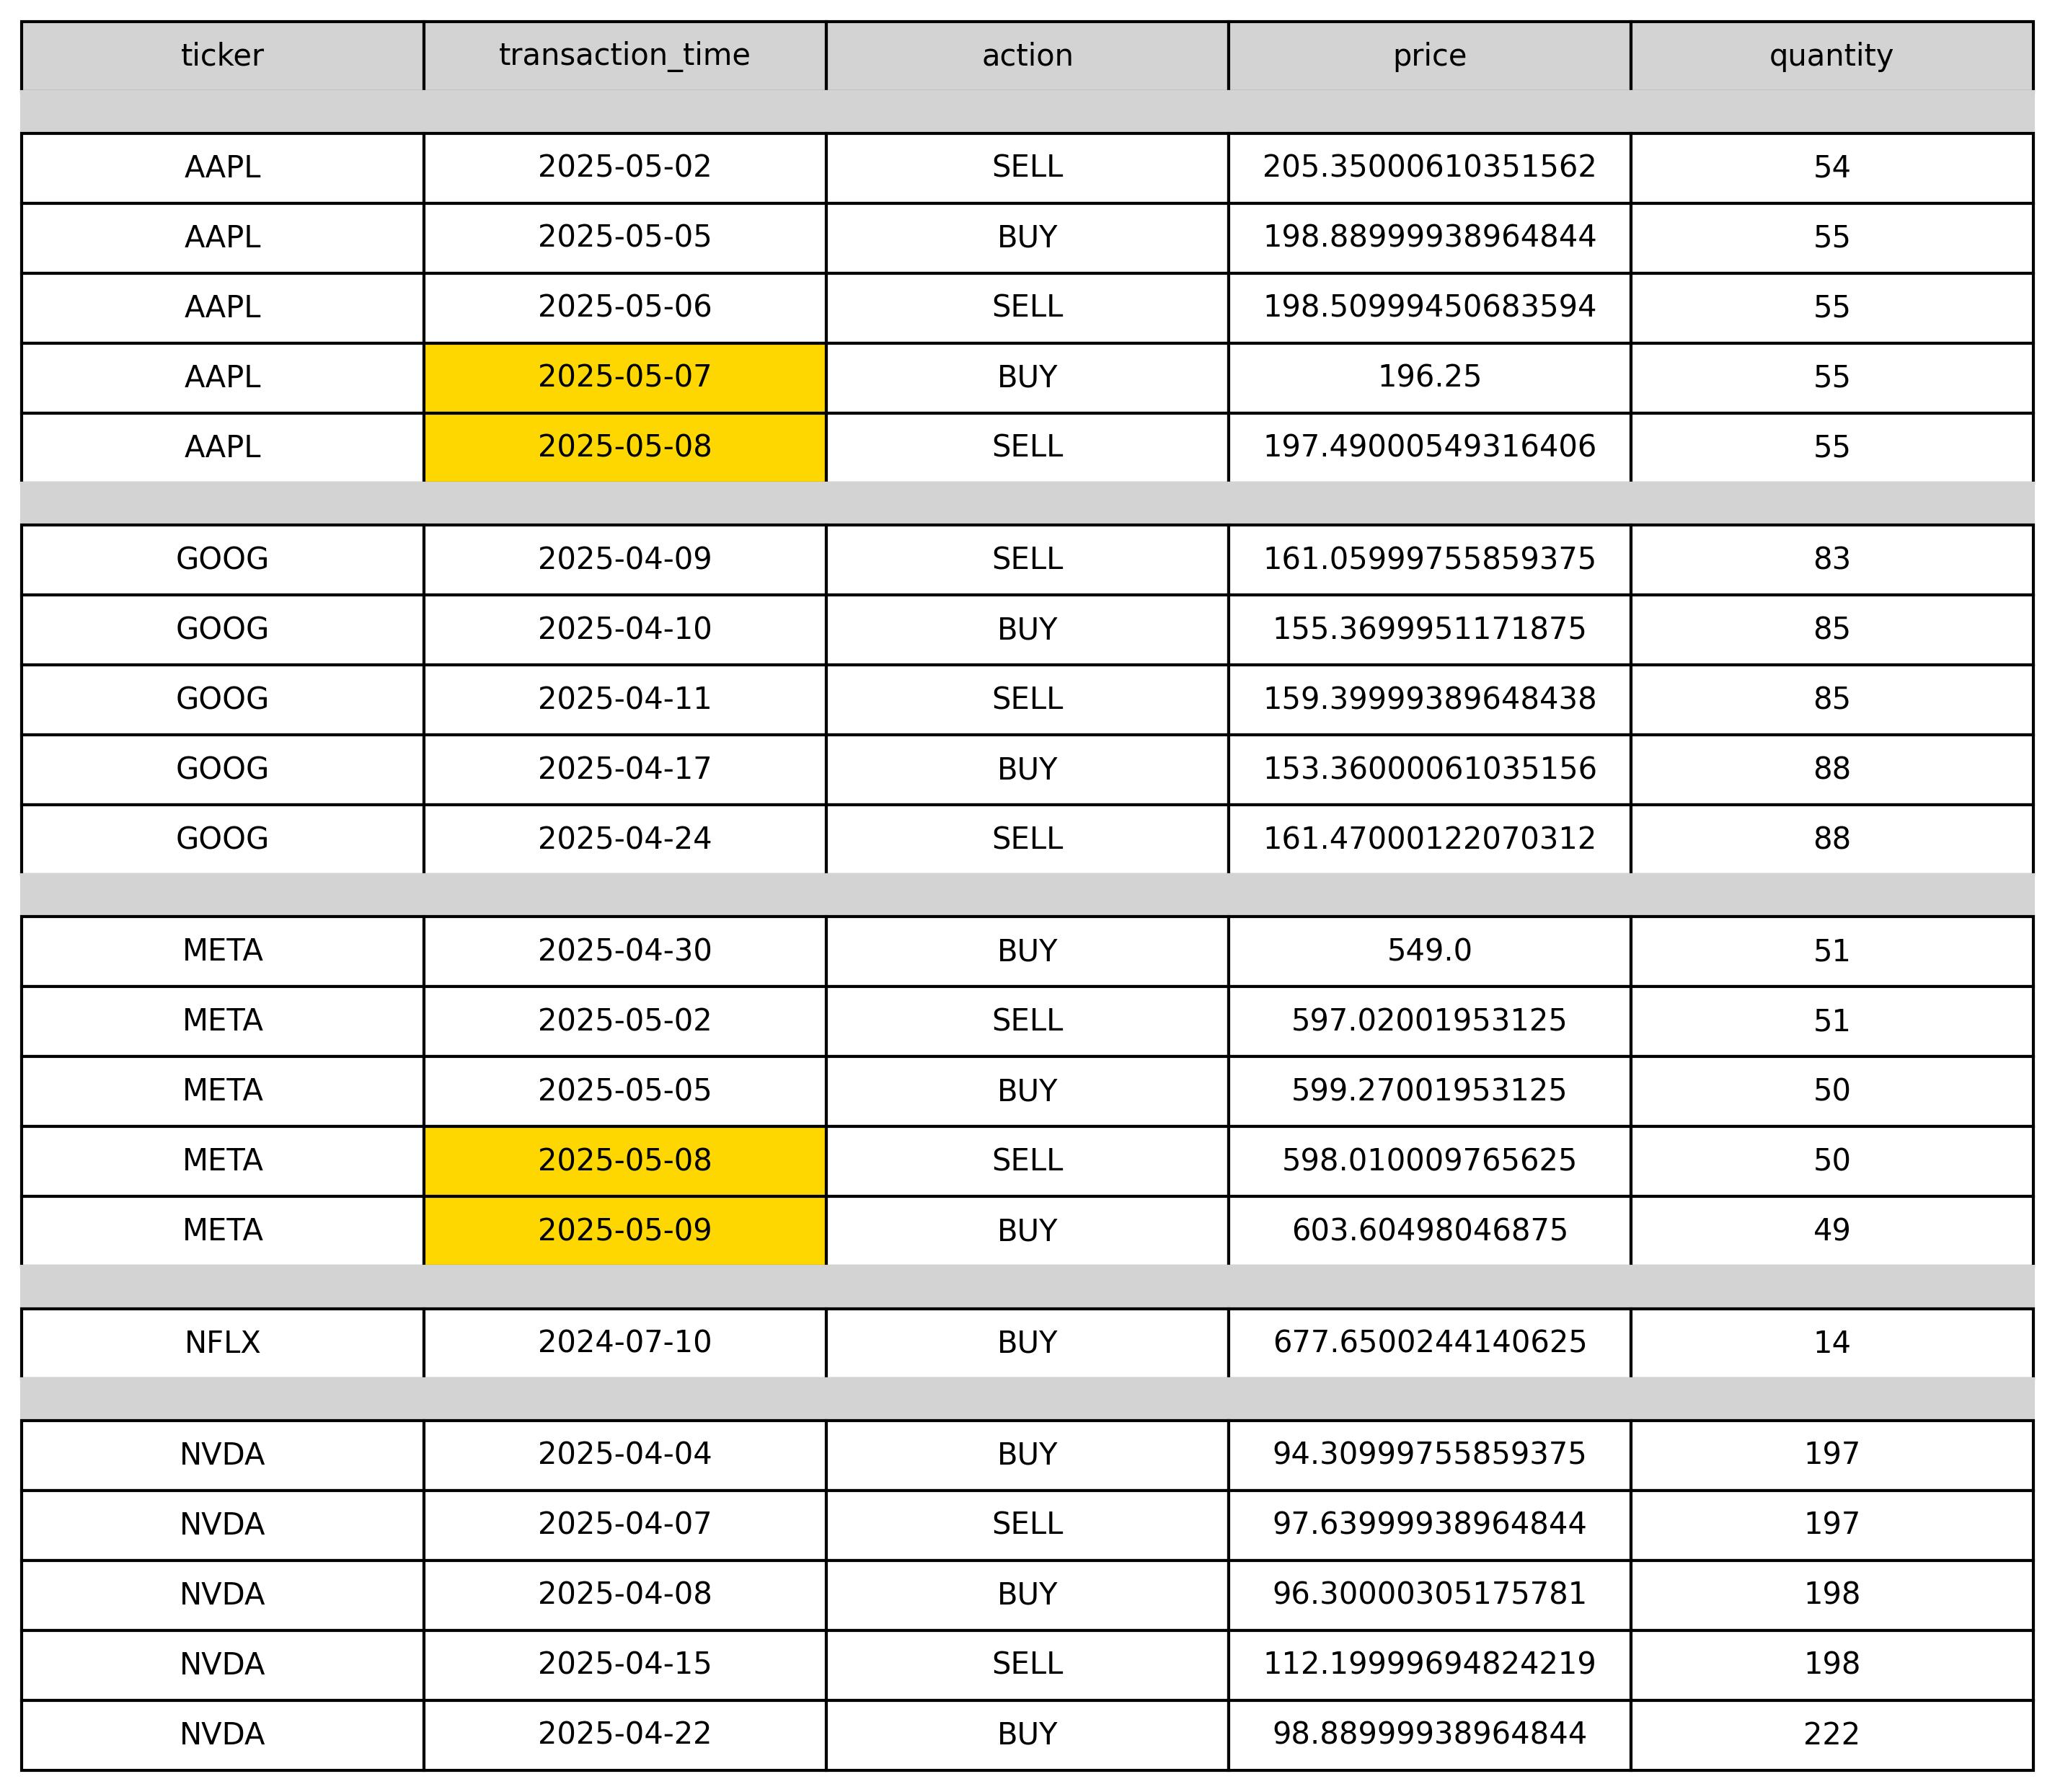 ticker transaction_time action price quantity
AAPL 2025-05-02 SELL 205.35000610351562 54
AAPL 2025-05-05 BUY 198.88999938964844 55
AAPL 2025-05-06 SELL 198.50999450683594 55
AAPL 2025-05-07 BUY 196.25 55
AAPL 2025-05-08 SELL 197.49000549316406 55
GOOG 2025-04-09 SELL 161.05999755859375 83
GOOG 2025-04-10 BUY 155.3699951171875 85
GOOG 2025-04-11 SELL 159.39999389648438 85
GOOG 2025-04-17 BUY 153.36000061035156 88
GOOG 2025-04-24 SELL 161.47000122070312 88
META 2025-04-30 BUY 549.0 51
META 2025-05-02 SELL 597.02001953125 51
META 2025-05-05 BUY 599.27001953125 50
META 2025-05-08 SELL 598.010009765625 50
META 2025-05-09 BUY 603.60498046875 49
NFLX 2024-07-10 BUY 677.6500244140625 14
NVDA 2025-04-04 BUY 94.30999755859375 197
NVDA 2025-04-07 SELL 97.63999938964844 197
NVDA 2025-04-08 BUY 96.30000305175781 198
NVDA 2025-04-15 SELL 112.19999694824219 198
NVDA 2025-04-22 BUY 98.88999938964844 222